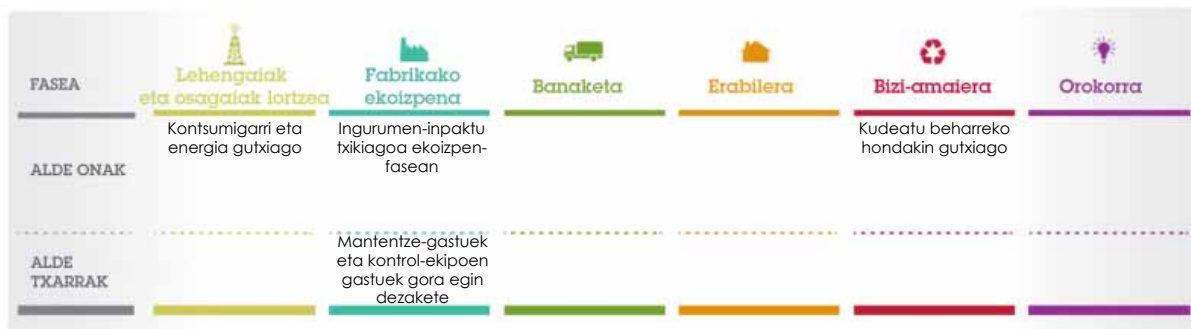 FASEA
Lehengaiak
eta osagaiak lortzea
Fabrikako
ekoizpena
Banaketa
Erabilera
Bizi-amaiera
Orokorra
ALDE ONAK
Kontsumigarri eta
energia gutxiago
Ingurumen-inpaktu
txikiagoa ekoizpen-
fasean
Kudeatu beharreko
hondakin gutxiago
ALDE
TXARRAK
Mantentze-gastuek
eta kontrol-ekipoen
gastuek gora egin
dezakete